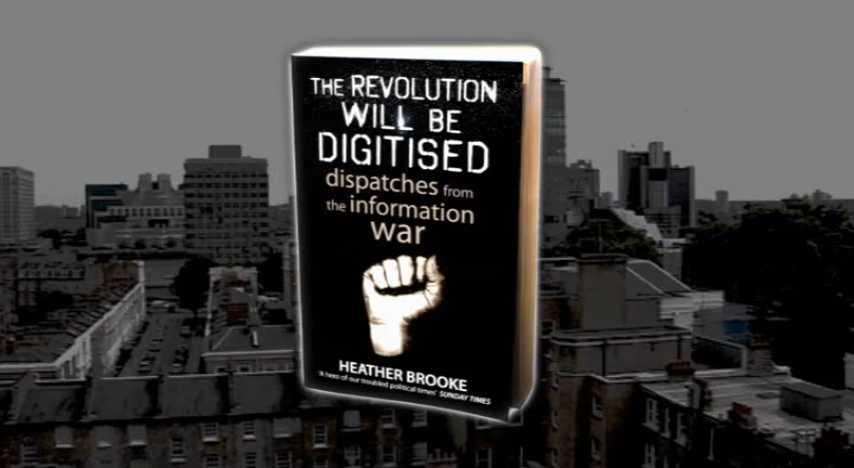 THE REVOLUTION
WILL BE
DIGITISED
dispatches from
the information
war
HEATHER BROOKE
'A hero of our troubled political times' SUNDAY TIMES